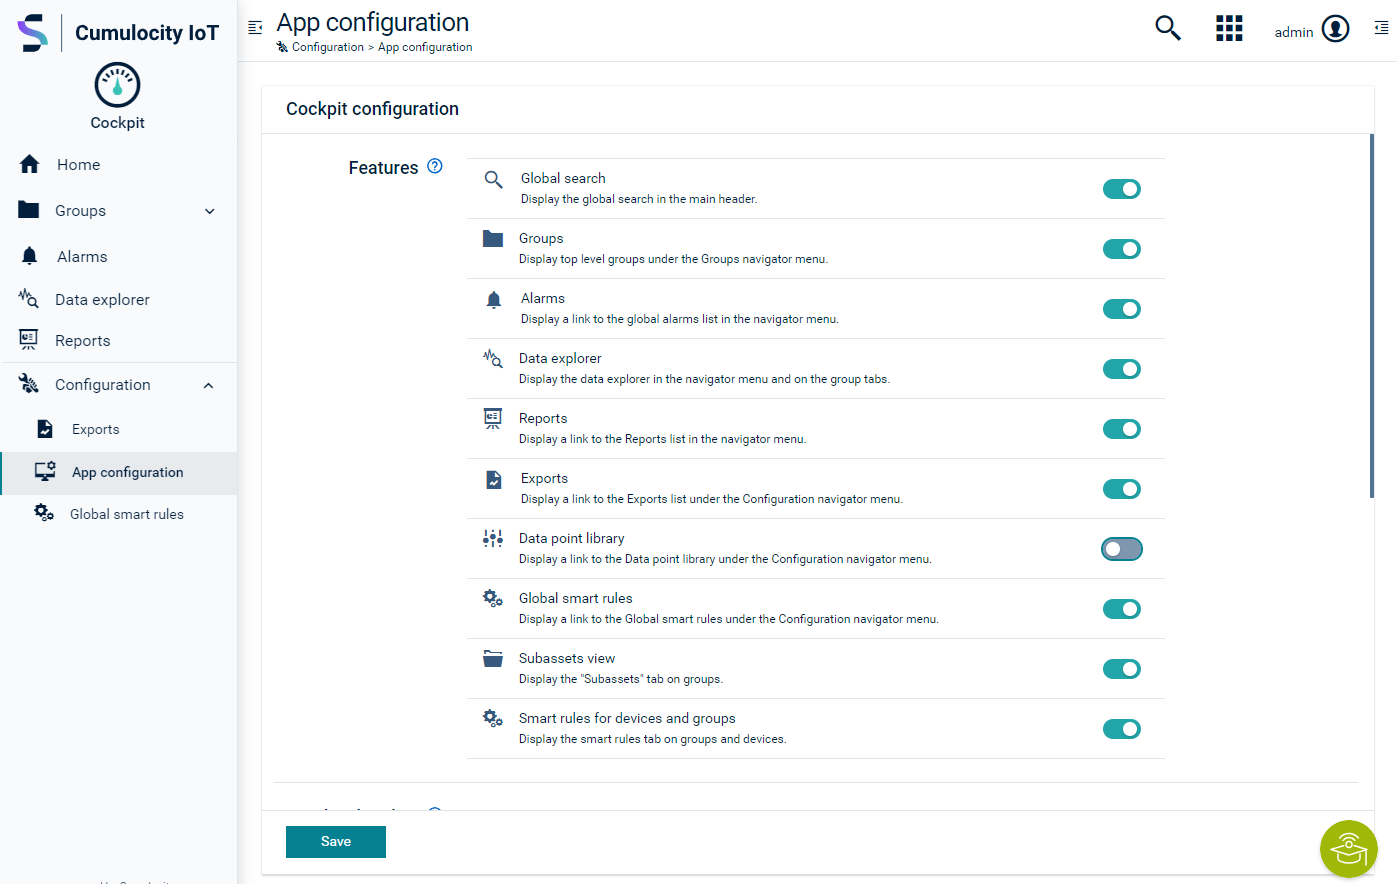 Cumulocity IoT
Cockpit
Home
Groups
Alarms
Data explorer
Reports
Configuration
Exports
App configuration
Global smart rules
App configuration
Configuration > App configuration
admin
Cockpit configuration
Features
Global search
Display the global search in the main header.
Groups
Display top level groups under the Groups navigator menu.
Alarms
Display a link to the global alarms list in the navigator menu.
Data explorer
Display the data explorer in the navigator menu and on the group tabs.
Reports
Display a link to the Reports list in the navigator menu.
Exports
Display a link to the Exports list under the Configuration navigator menu.
Data point library
Display a link to the Data point library under the Configuration navigator menu.
Global smart rules
Display a link to the Global smart rules under the Configuration navigator menu.
Subassets view
Display the "Subassets" tab on groups.
Smart rules for devices and groups
Display the smart rules tab on groups and devices.
Save